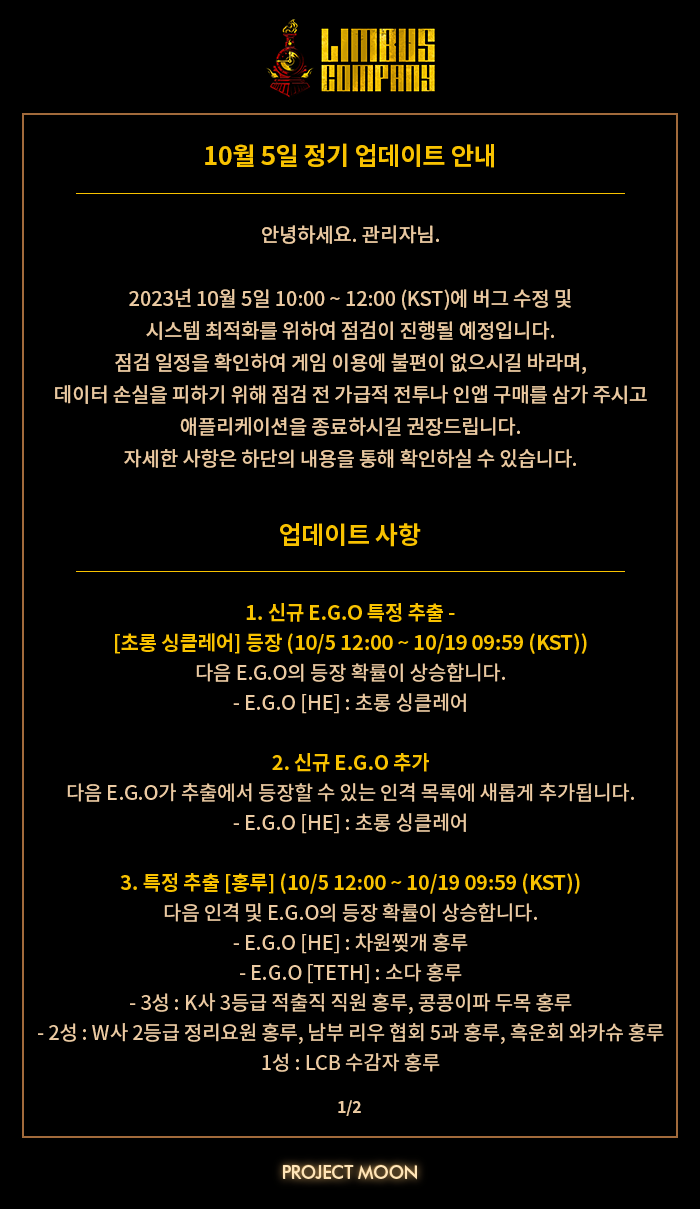 LIMBUS
COMPANY
10월 5일 정기 업데이트 안내
안녕하세요. 관리자님.
2023년 10월 5일 10:00 ~ 12:00 (KST)에 버그 수정 및
시스템 최적화를 위하여 점검이 진행될 예정입니다.
점검 일정을 확인하여 게임 이용에 불편이 없으시길 바라며,
데이터 손실을 피하기 위해 점검 전 가급적 전투나 인앱 구매를 삼가 주시고
애플리케이션을 종료하시길 권장드립니다.
자세한 사항은 하단의 내용을 통해 확인하실 수 있습니다.
업데이트 사항
1. 신규 E.G.O 특정 추출 -
[초롱 싱클레어] 등장 (10/5 12:00 ~ 10/19 09:59 (KST))
다음 E.G.O의 등장 확률이 상승합니다.
- E.G.O [HE] : 초롱 싱클레어
2. 신규 E.G.O 추가
다음 E.G.O가 추출에서 등장할 수 있는 인격 목록에 새롭게 추가됩니다.
- E.G.O [HE] : 초롱 싱클레어
3. 특정 추출 [홍루] (10/5 12:00 ~ 10/19 09:59 (KST))
다음 인격 및 E.G.O의 등장 확률이 상승합니다.
- E.G.O [HE] : 차원찢개 홍루
- E.G.O [TETH] : 소다 홍루
- 3성 : K사 3등급 적출직 직원 홍루, 콩콩이파 두목 홍루
- 2성 : W사 2등급 정리요원 홍루, 남부 리우 협회 5과 홍루, 흑운회 와카슈 홍루
1성 : LCB 수감자 홍루
1/2
PROJECT MOON